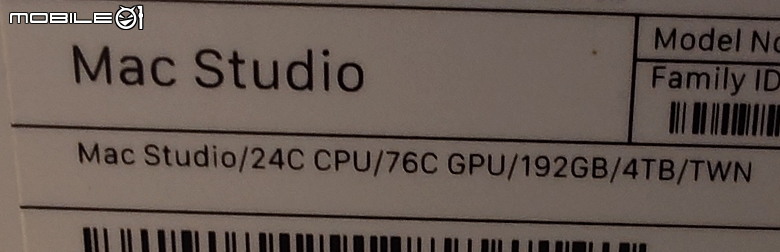 MOBILE01
Mac Studio
Model No
Family ID
Mac Studio/24C CPU/76C GPU/192GB/4TB/TWN